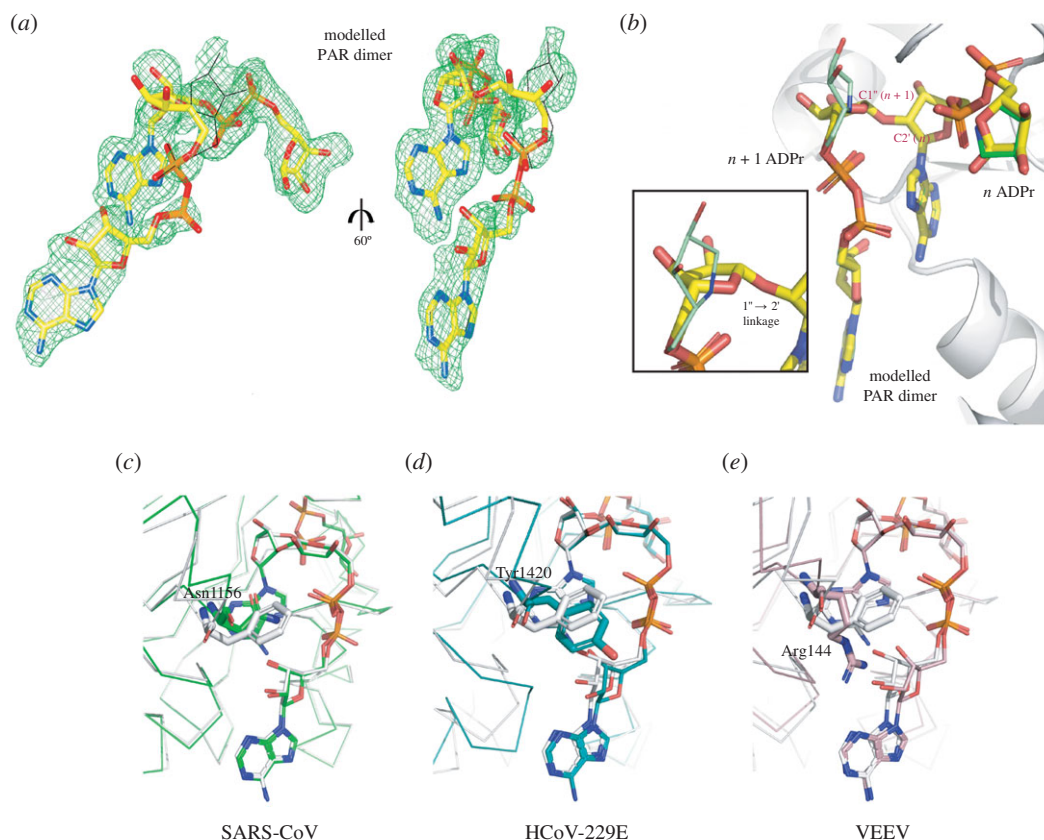 (a)
modelled
PAR dimer
60°
(b)
C1" (n + 1)
n + 1 ADPr
n ADPr
1" → 2'
linkage
modelled
PAR dimer
(c)
Asn1156
SARS-CoV
(d)
Tyr1420
HCoV-229E
(e)
Arg144
VEEV